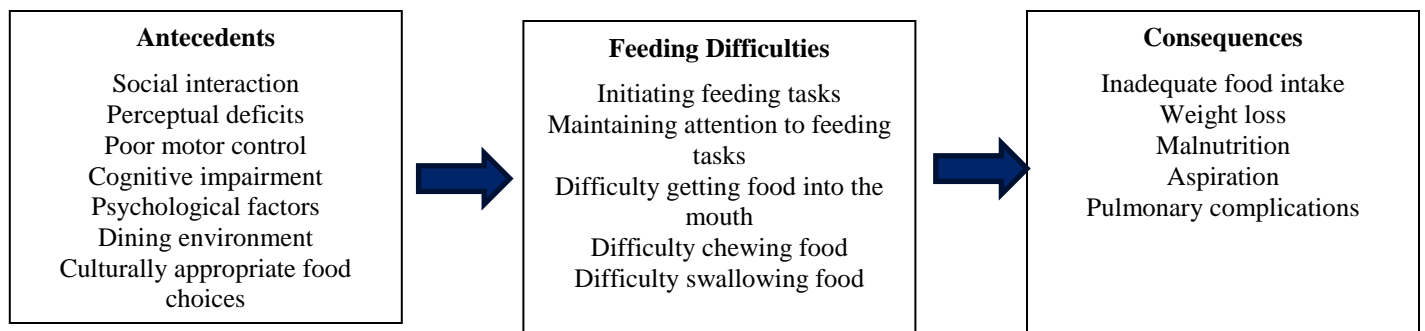 Antecedents
Social interaction
Perceptual deficits
Poor motor control
Cognitive impairment
Psychological factors
Dining environment
Culturally appropriate food
choices
Feeding Difficulties
Initiating feeding tasks
Maintaining attention to feeding
tasks
Difficulty getting food into the
mouth
Difficulty chewing food
Difficulty swallowing food
Consequences
Inadequate food intake
Weight loss
Malnutrition
Aspiration
Pulmonary complications